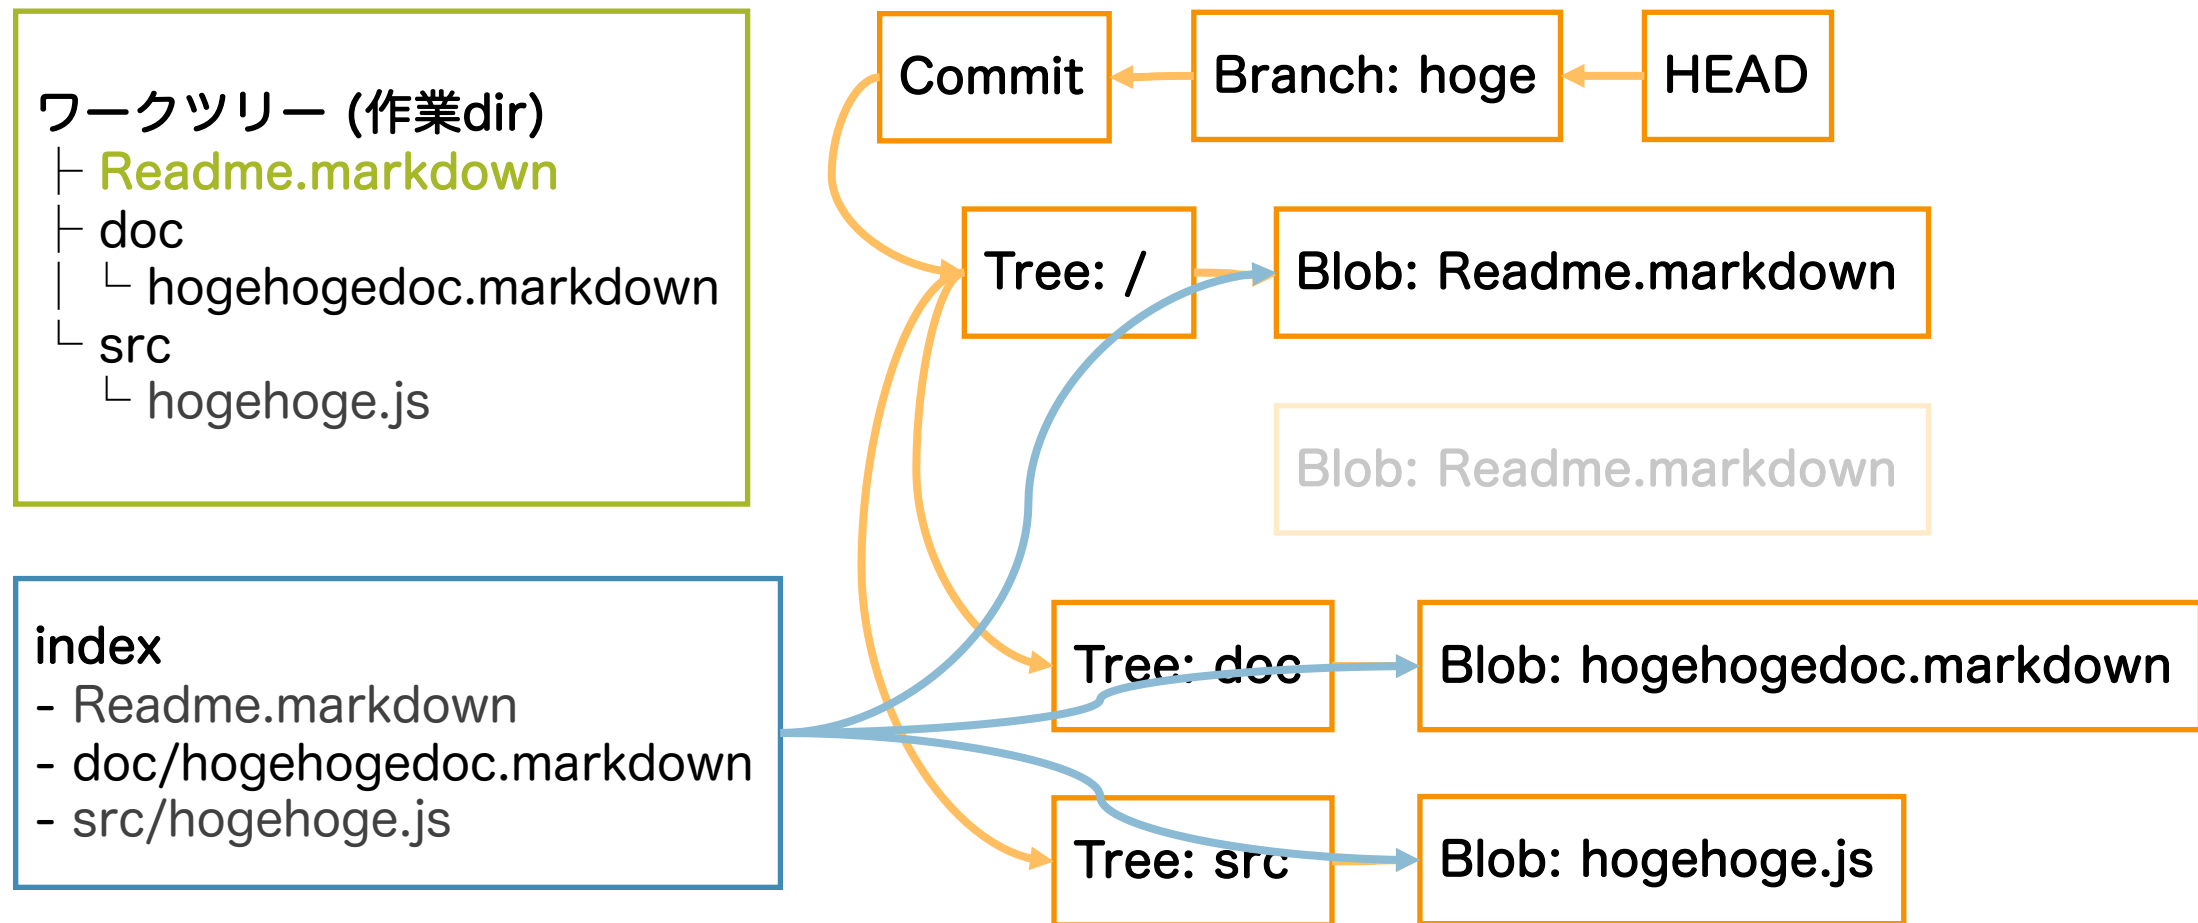 ワークツリー (作業dir)
├ Readme.markdown
├ doc
│ └ hogehogedoc.markdown
└ src
└ hogehoge.js
index
- Readme.markdown
- doc/hogehogedoc.markdown
- src/hogehoge.js
Commit
Branch: hoge
HEAD
Tree: /
Blob: Readme.markdown
Blob: Readme.markdown
Tree: doc
Blob: hogehogedoc.markdown
Tree: src
Blob: hogehoge.js